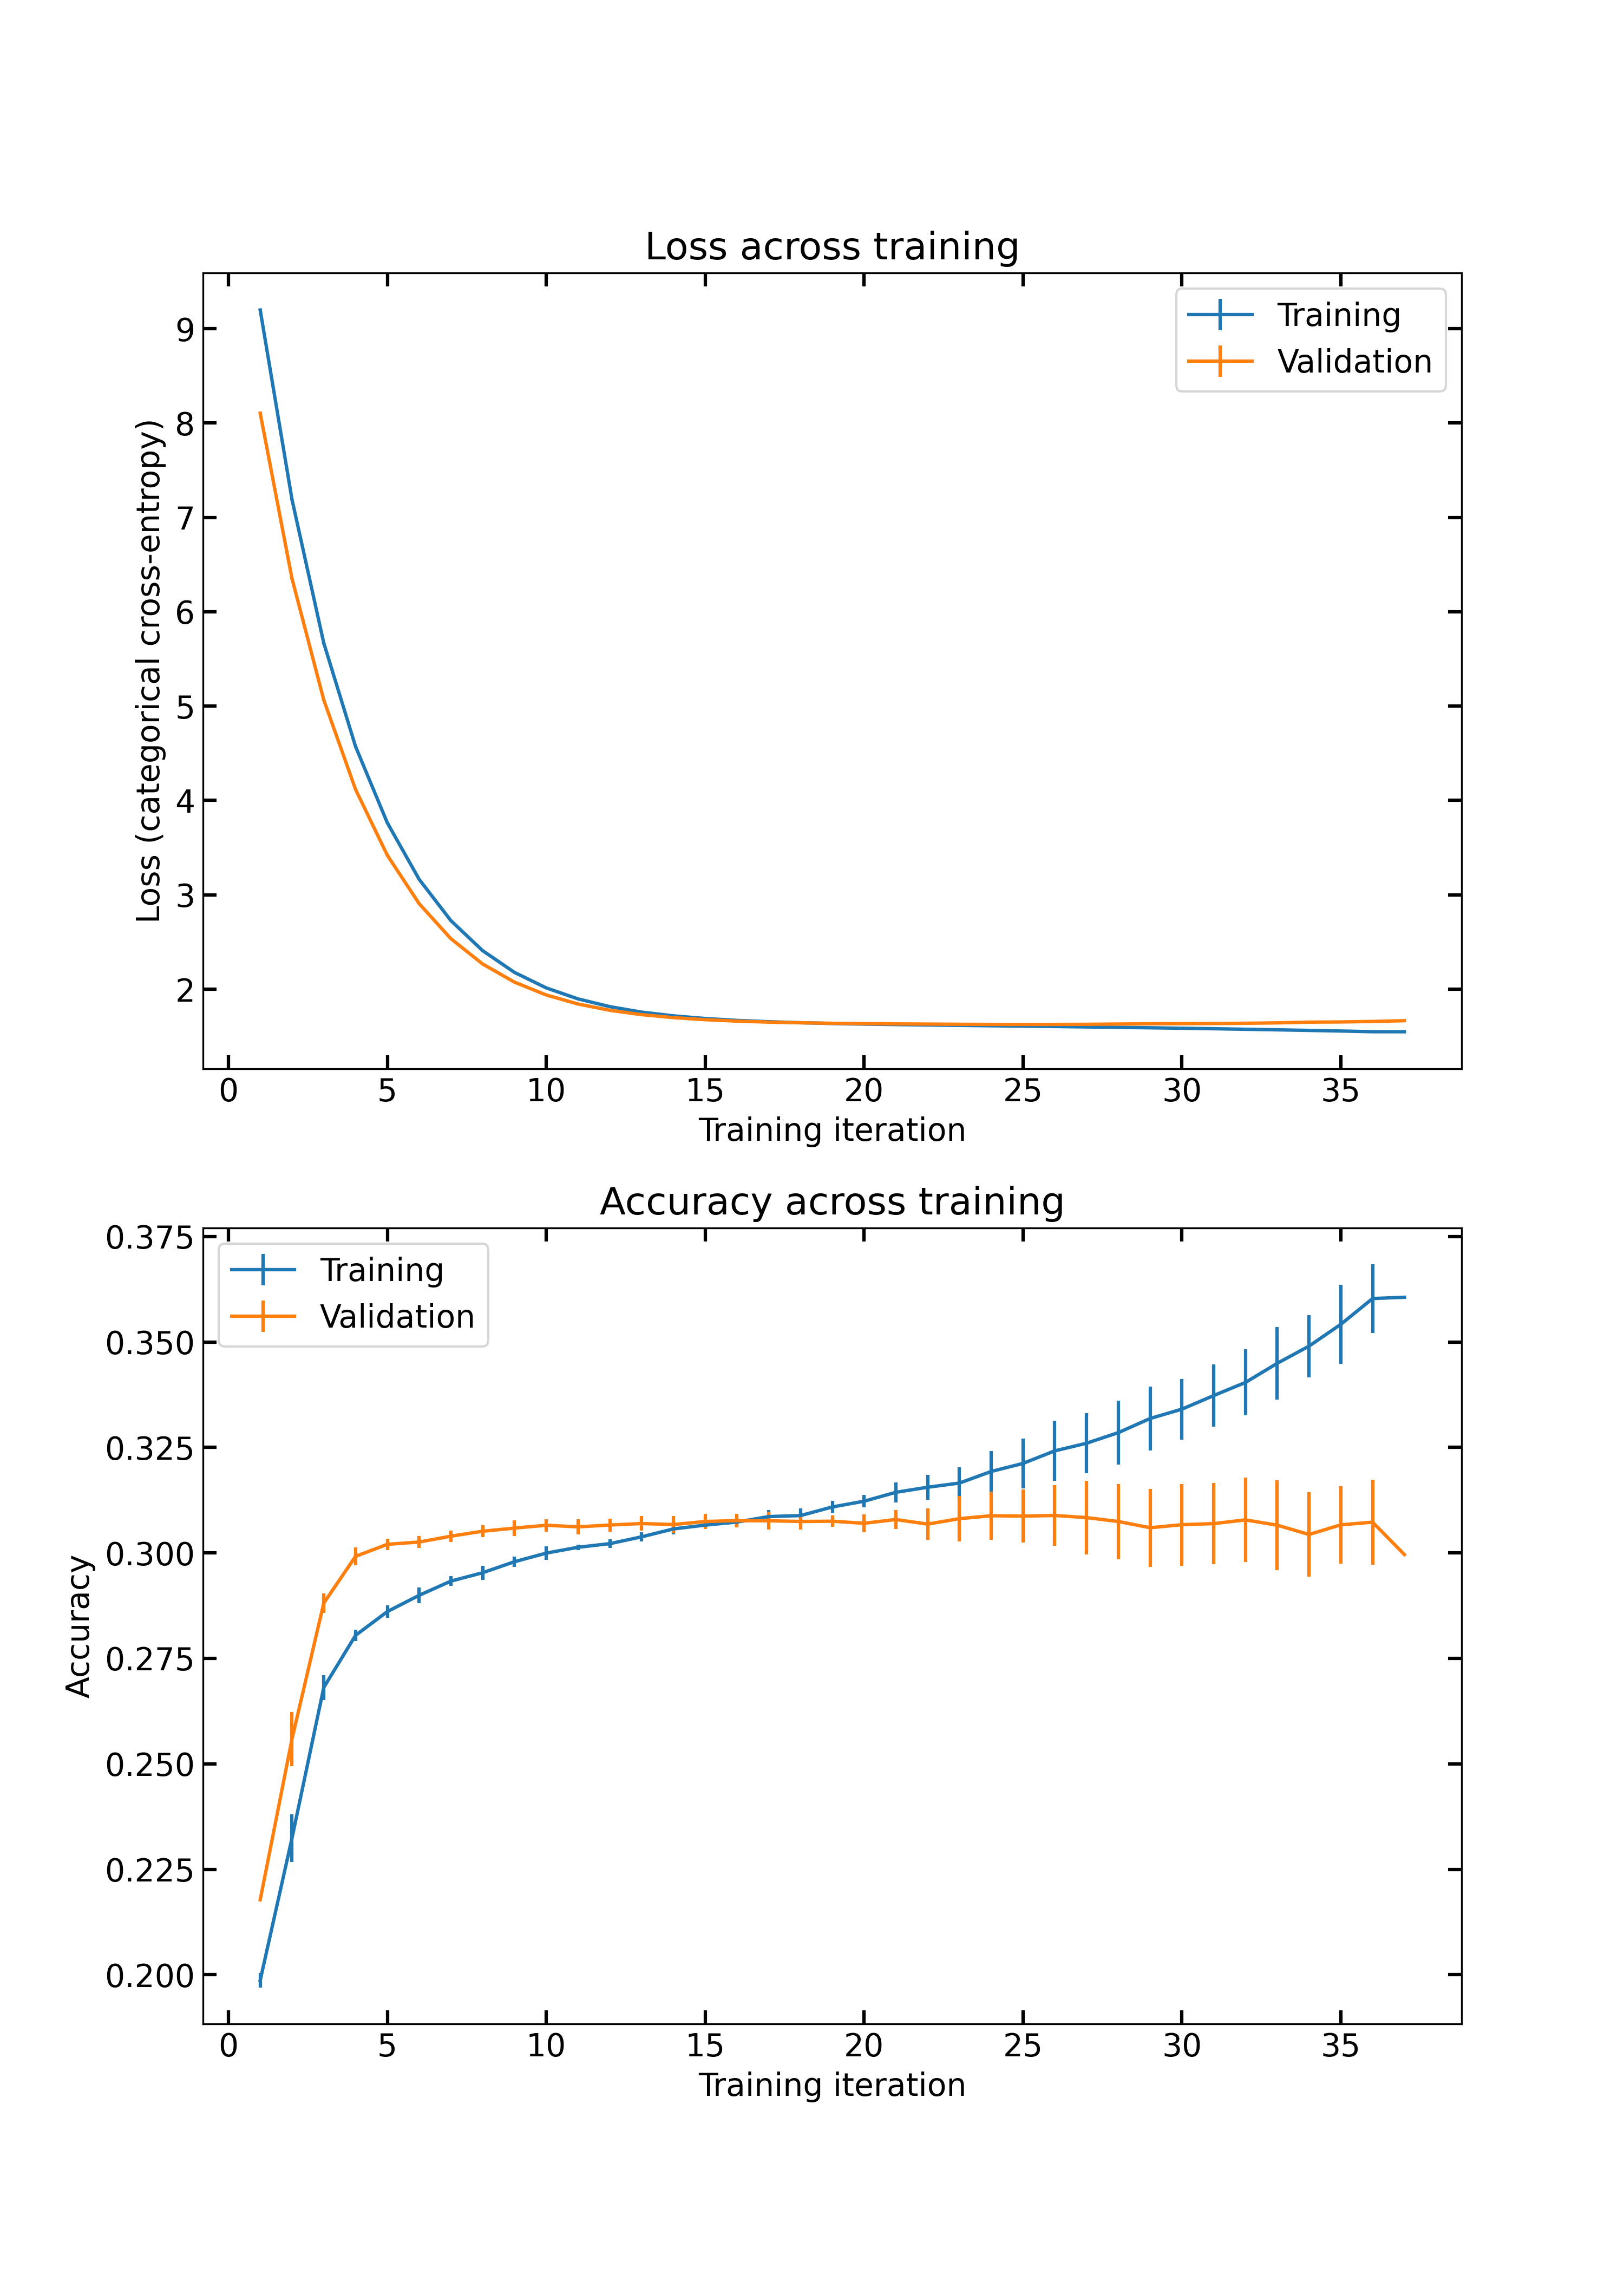 Loss across training
Training
Validation
9
8
7
6
5
4
3
2
Loss (categorical cross-entropy)
0 5 10 15 20 25 30 35
Training iteration
Accuracy across training
Training
Validation
0.375
0.350
0.325
0.300
0.275
0.250
0.225
0.200
Accuracy
0 5 10 15 20 25 30 35
Training iteration